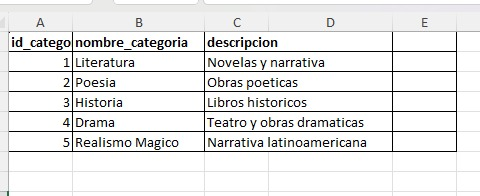 A B C D E
id_catego nombre_categoria descripcion
1 Literatura Novelas y narrativa
2 Poesia Obras poeticas
3 Historia Libros historicos
4 Drama Teatro y obras dramaticas
5 Realismo Magico Narrativa latinoamericana